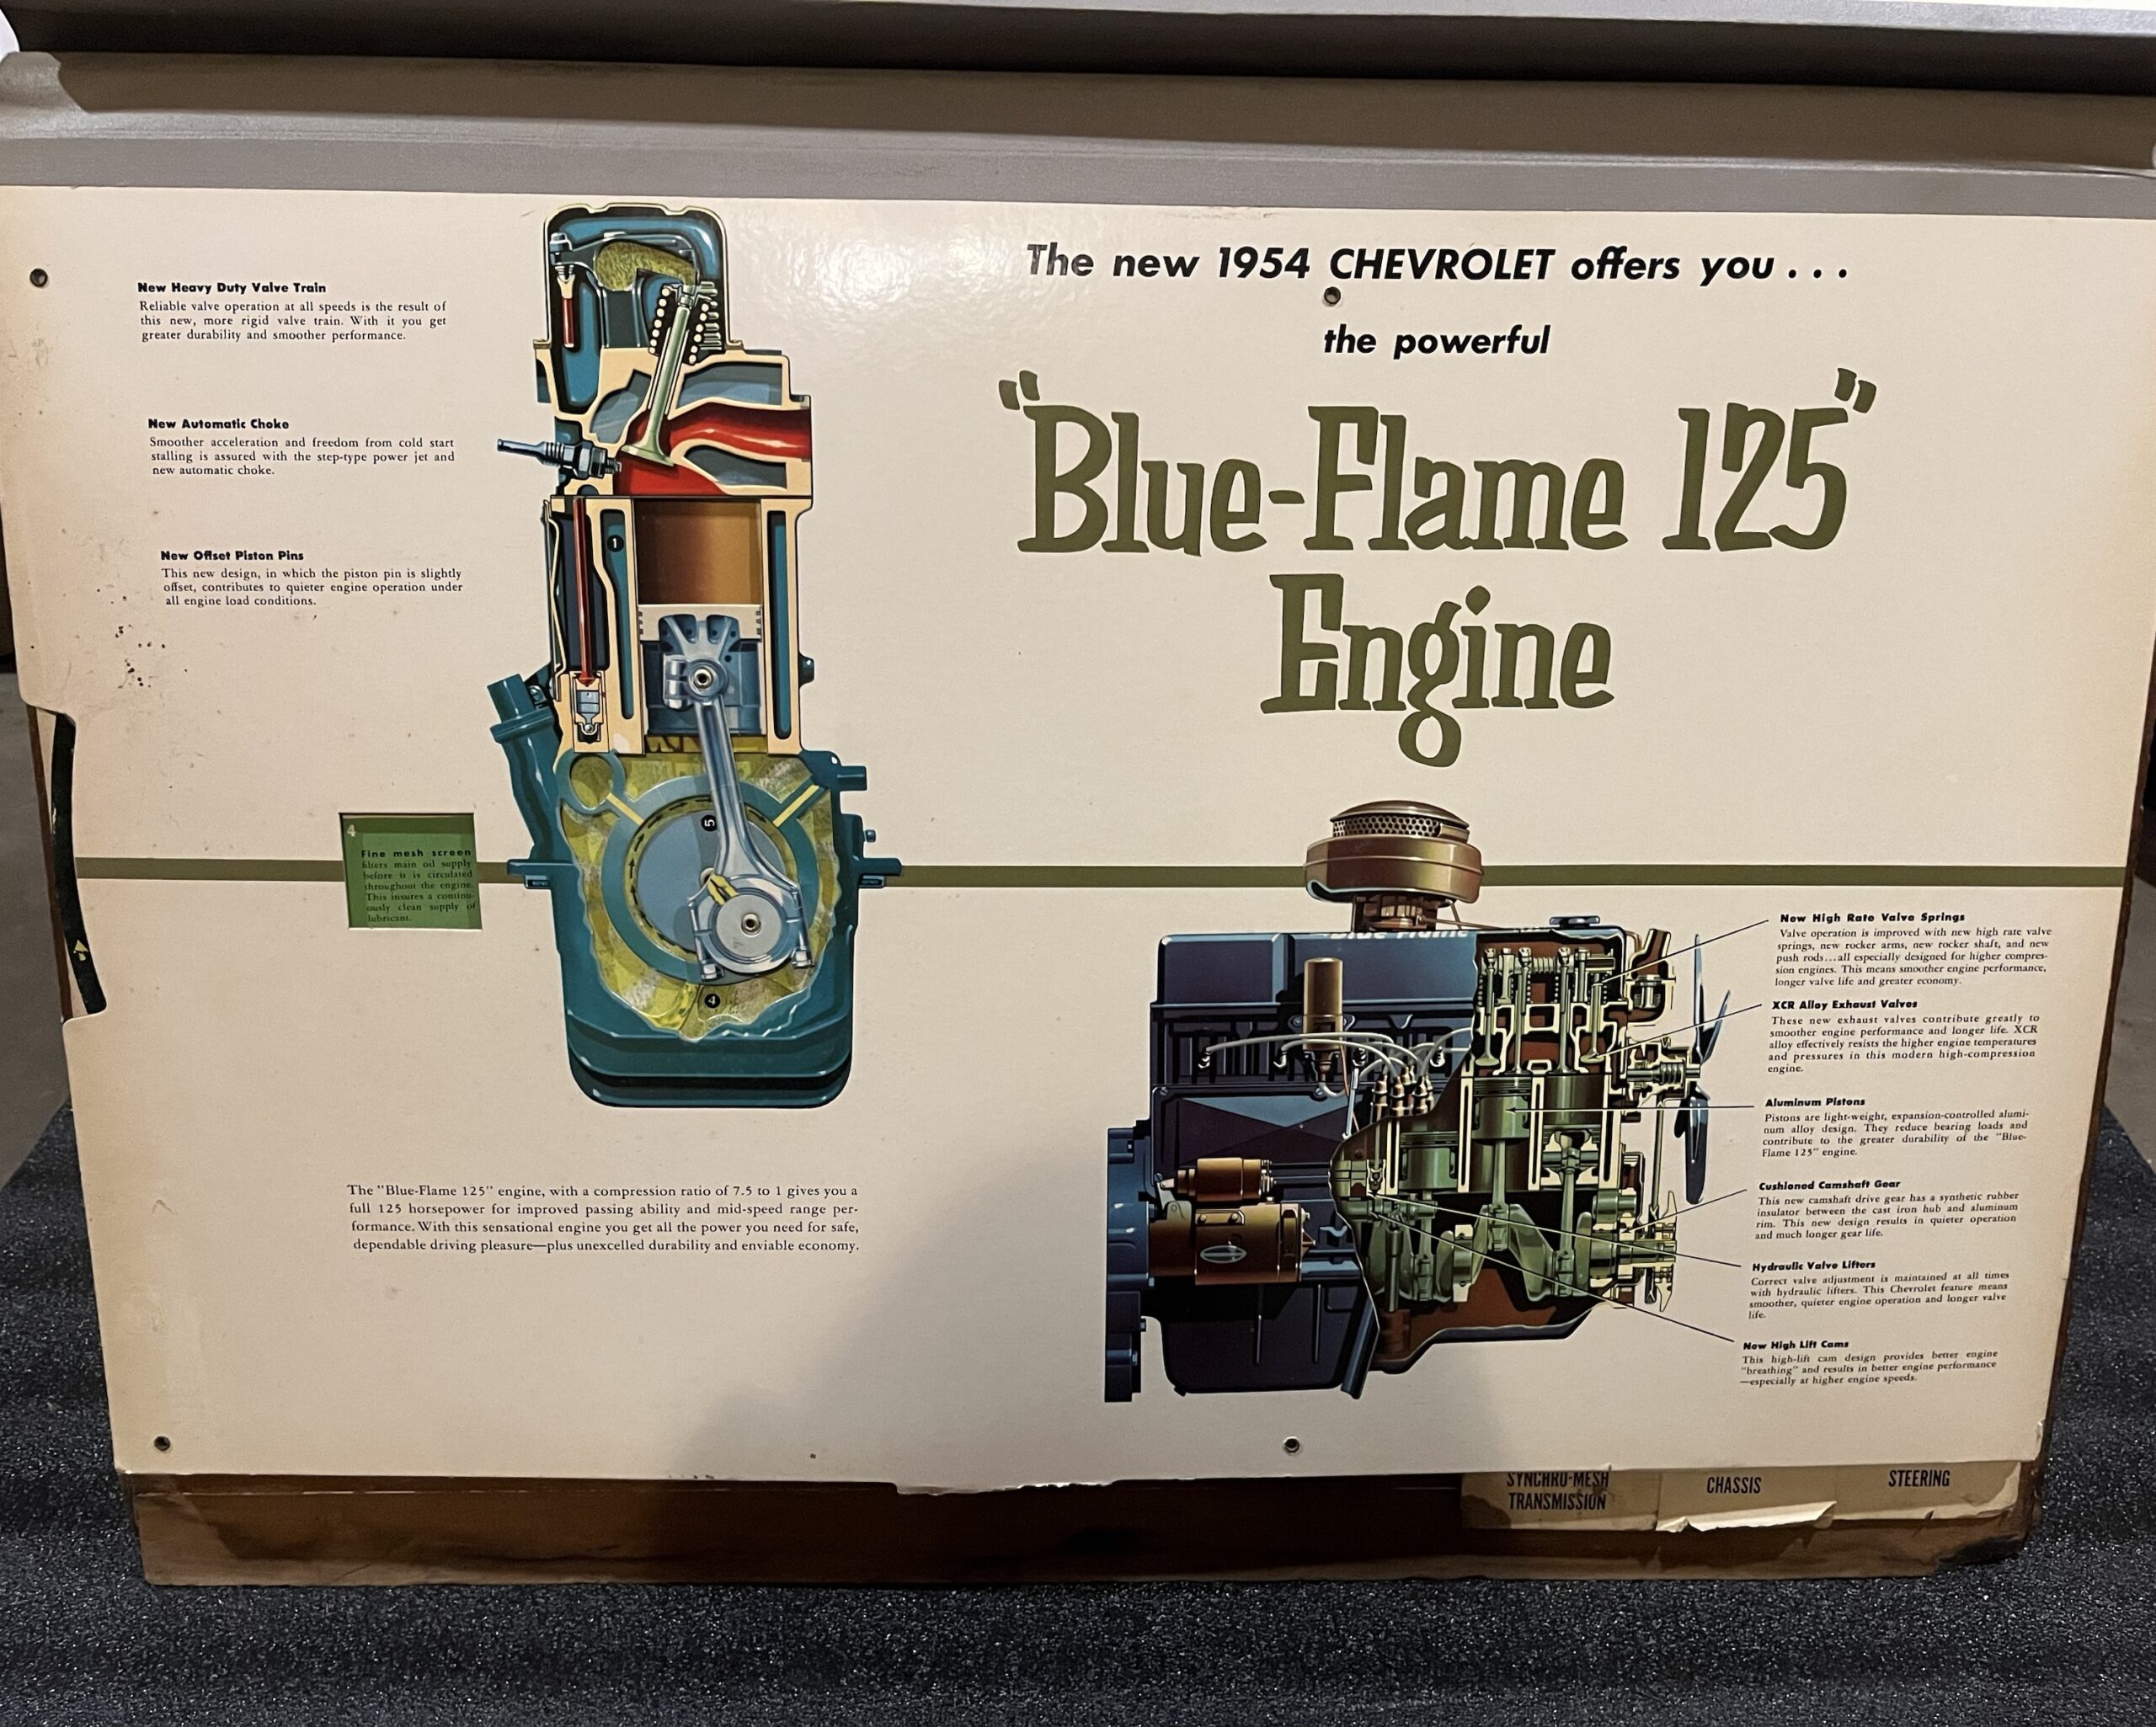 The new 1954 CHEVROLET offers you . . .
the powerful
"Blue-Flame 125"
Engine
New Heavy Duty Valve Train
Reliable valve operation at all speeds is the result of
this new, more rigid valve train. With it you get
greater durability and smoother performance.
New Automatic Choke
Smoother acceleration and freedom from cold start
stalling is assured with the step-type power jet and
new automatic choke.
New Offset Piston Pins
This new design, in which the piston pin is slightly
offset, contributes to quieter engine operation under
all engine load conditions.
1
5
4
4
Fine mesh screen
filters main oil supply
before it is circulated
throughout the engine.
This insures a continu-
ously clean supply of
lubricant.
The "Blue-Flame 125" engine, with a compression ratio of 7.5 to 1 gives you a
full 125 horsepower for improved passing ability and mid-speed range per-
formance. With this sensational engine you get all the power you need for safe,
dependable driving pleasure—plus unexcelled durability and enviable economy.
Blue Flame
New High Rate Valve Springs
Valve operation is improved with new high rate valve
springs, new rocker arms, new rocker shaft, and new
push rods...all especially designed for higher compres-
sion engines. This means smoother engine performance,
longer valve life and greater economy.
XCR Alloy Exhaust Valves
These new exhaust valves contribute greatly to
smoother engine performance and longer life. XCR
alloy effectively resists the higher engine temperatures
and pressures in this modern high-compression
engine.
Aluminum Pistons
Pistons are light-weight, expansion-controlled alumi-
num alloy design. They reduce bearing loads and
contribute to the greater durability of the "Blue-
Flame 125" engine.
Cushioned Camshaft Gear
This new camshaft drive gear has a synthetic rubber
insulator between the cast iron hub and aluminum
rim. This new design results in quieter operation
and much longer gear life.
Hydraulic Valve Lifters
Correct valve adjustment is maintained at all times
with hydraulic lifters. This Chevrolet feature means
smoother, quieter engine operation and longer valve
life.
New High Lift Cams
This high-lift cam design provides better engine
"breathing" and results in better engine performance
—especially at higher engine speeds.
SYNCHRO-MESH
TRANSMISSION
CHASSIS
STEERING